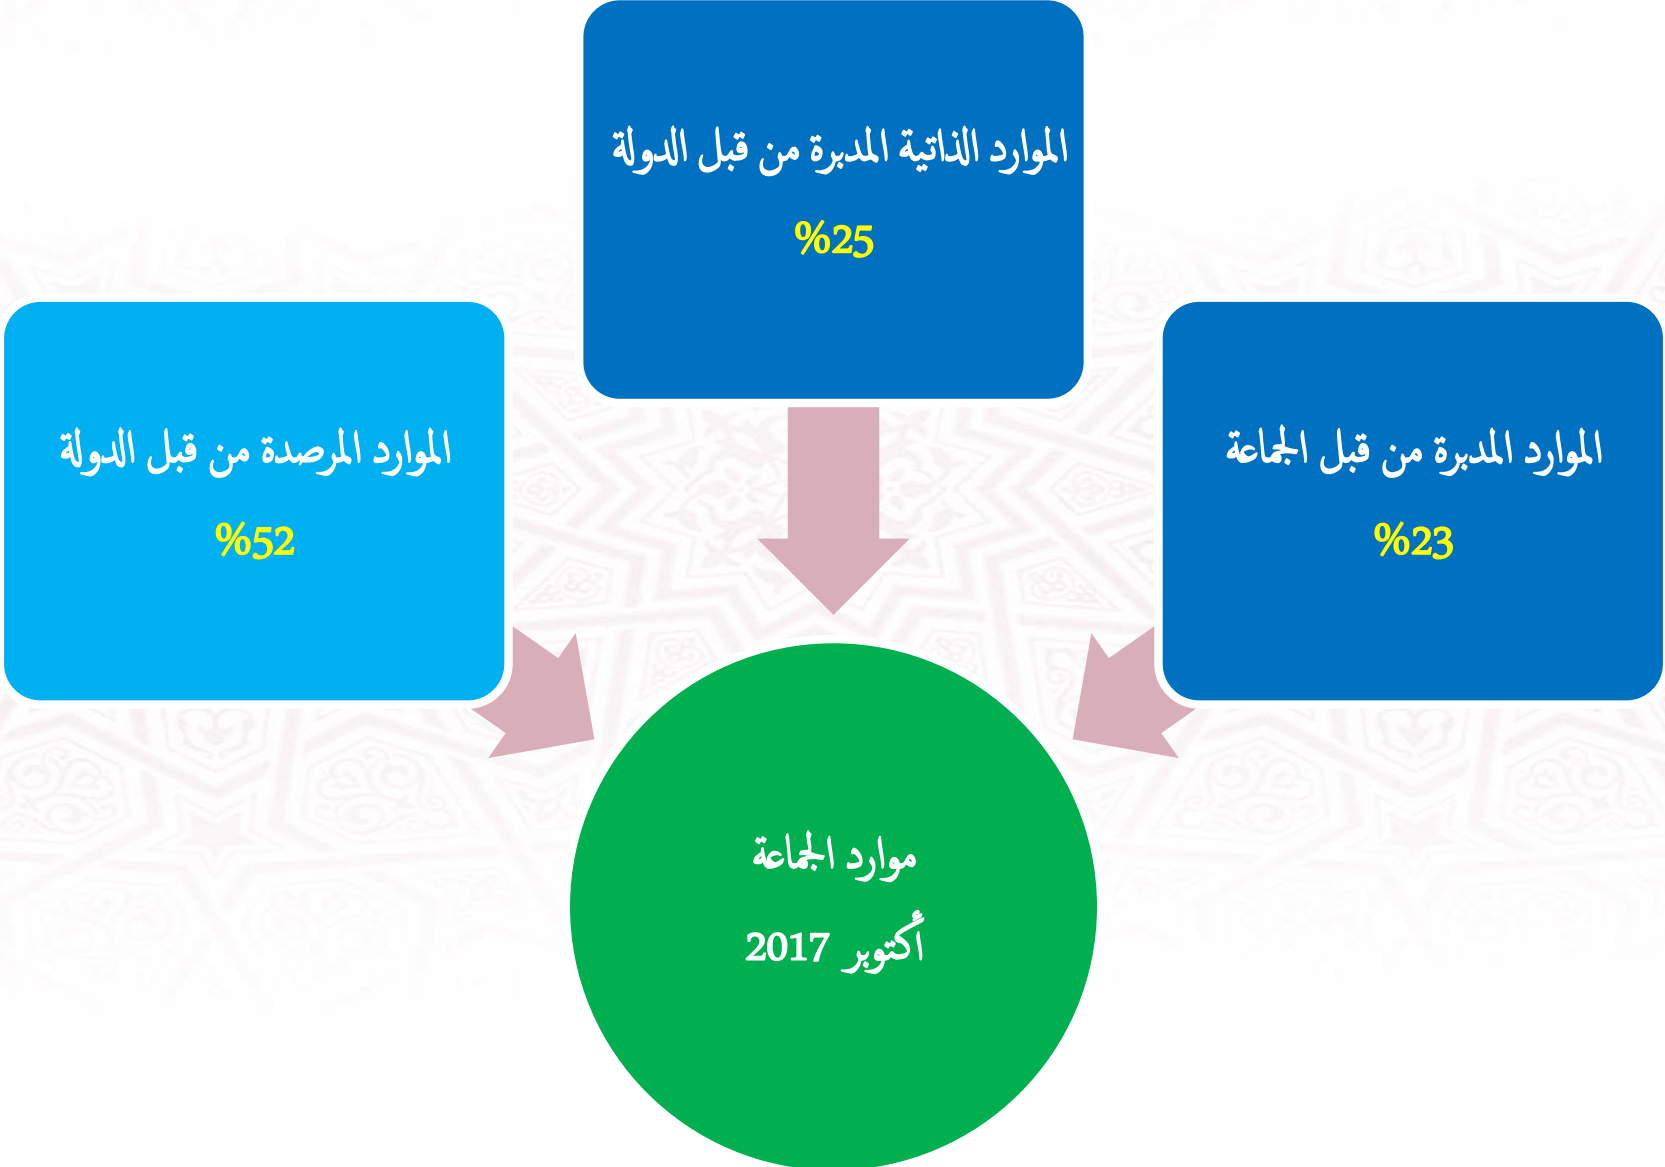 الموارد الذاتية المدبرة من قبل الدولة
%25
الموارد المدبرة من قبل الجماعة
%23
الموارد المرصدة من قبل الدولة
%52
موارد الجماعة
أكتوبر 2017